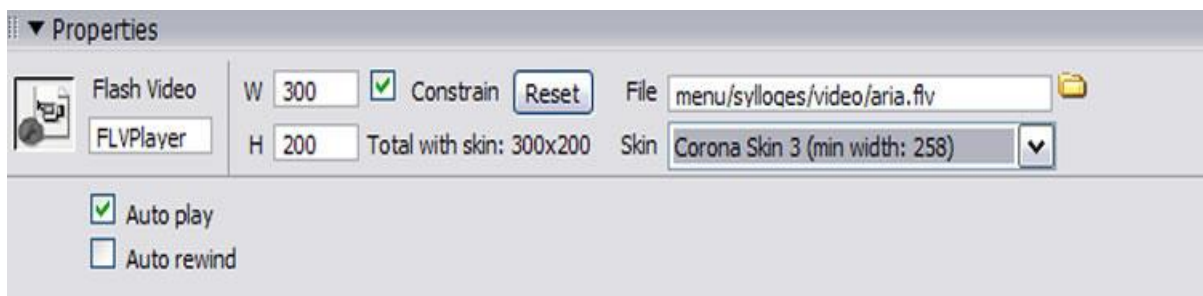 Properties
Flash Video W 300 Constrain Reset File menu/sylloges/video/aria.flv
FLVPlayer H 200 Total with skin: 300x200 Skin Corona Skin 3 (min width: 258)
Auto play
Auto rewind